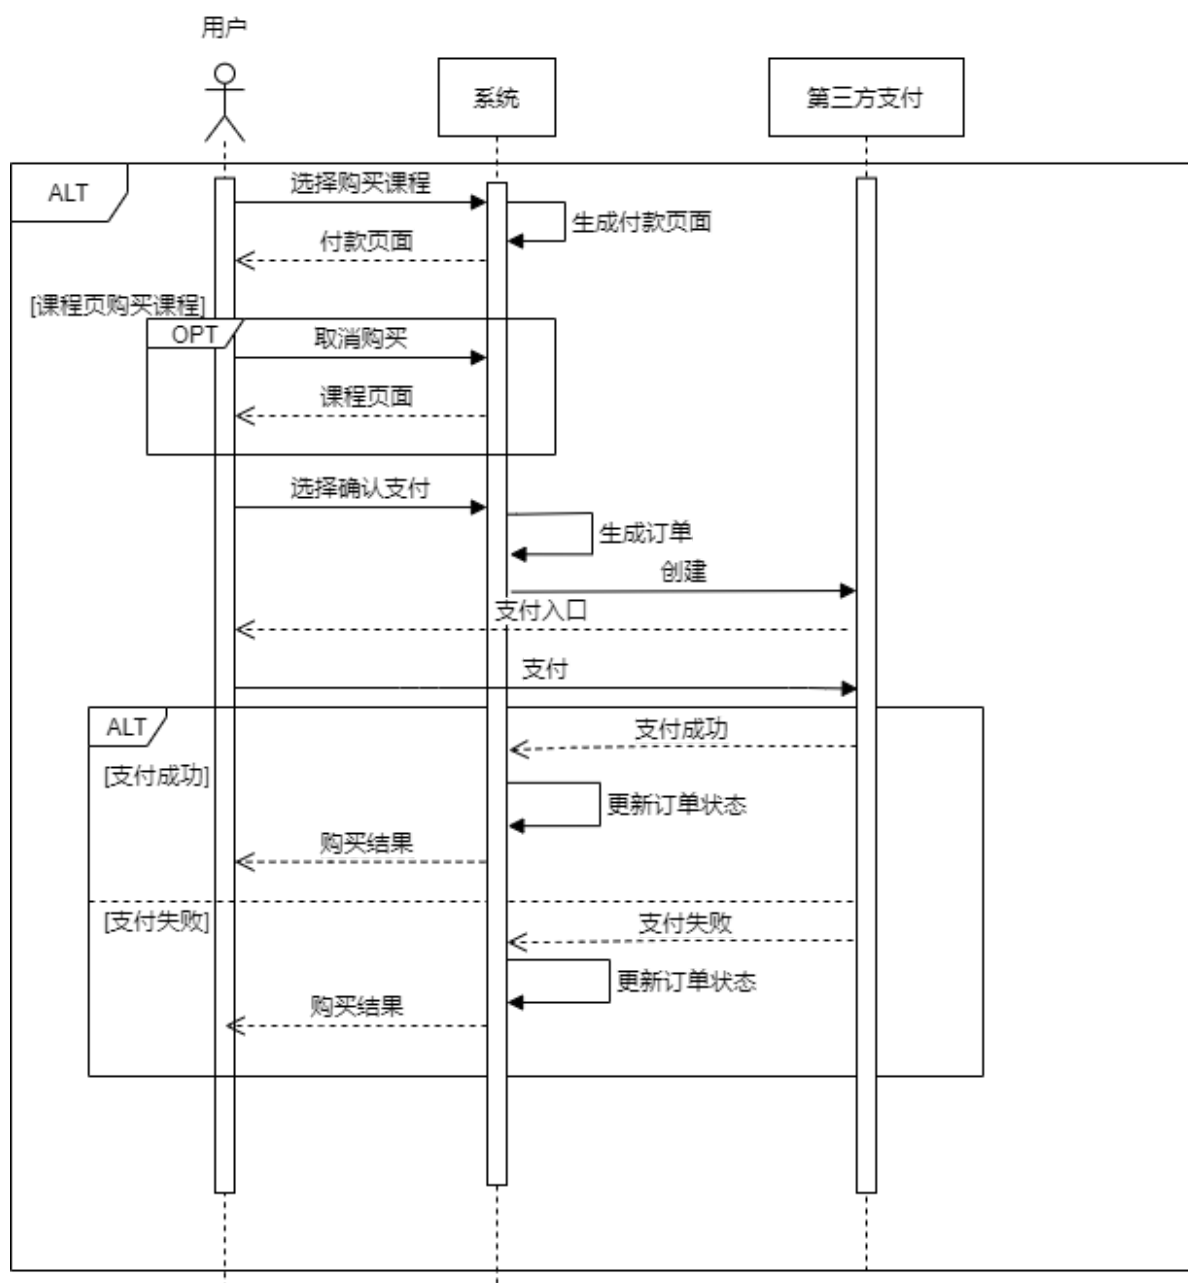 用户
系统
第三方支付
ALT
选择购买课程
生成付款页面
付款页面
[课程页购买课程]
OPT
取消购买
课程页面
选择确认支付
生成订单
创建
支付入口
支付
ALT
支付成功
[支付成功]
更新订单状态
购买结果
[支付失败]
支付失败
更新订单状态
购买结果